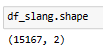 df_slang.shape
(15167, 2)